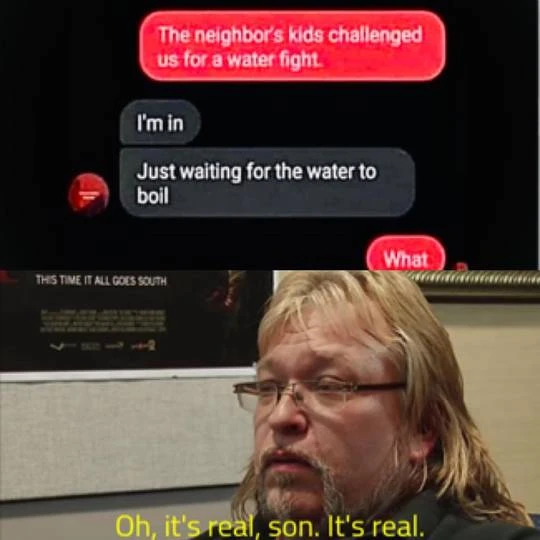 The neighbor's kids challenged
us for a water fight.
I'm in
Just waiting for the water to
boil
What
THIS TIME IT ALL GOES SOUTH
Oh, it's real, son. It's real.